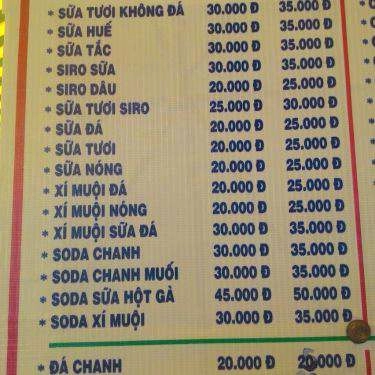 * SỮA TƯƠI KHÔNG ĐÁ 30.000 Đ 35.000 Đ
* SỮA HUẾ 30.000 Đ 35.000 Đ
* SỮA TẮC 30.000 Đ 35.000 Đ
* SIRO SỮA 30.000 Đ 35.000 Đ
* SIRO DÂU 20.000 Đ 25.000 Đ
* SỮA TƯƠI SIRO 25.000 Đ 30.000 Đ
* SỮA ĐÁ 20.000 Đ 25.000 Đ
* SỮA TƯƠI 20.000 Đ 25.000 Đ
* SỮA NÓNG 20.000 Đ 25.000 Đ
* XÍ MUỘI ĐÁ 20.000 Đ 25.000 Đ
* XÍ MUỘI NÓNG 20.000 Đ 25.000 Đ
* XÍ MUỘI SỮA ĐÁ 30.000 Đ 35.000 Đ
* SODA CHANH 30.000 Đ 35.000 Đ
* SODA CHANH MUỐI 30.000 Đ 35.000 Đ
* SODA SỮA HỘT GÀ 45.000 Đ 50.000 Đ
* SODA XÍ MUỘI 30.000 Đ 35.000 Đ
* ĐÁ CHANH 20.000 Đ 20.000 Đ